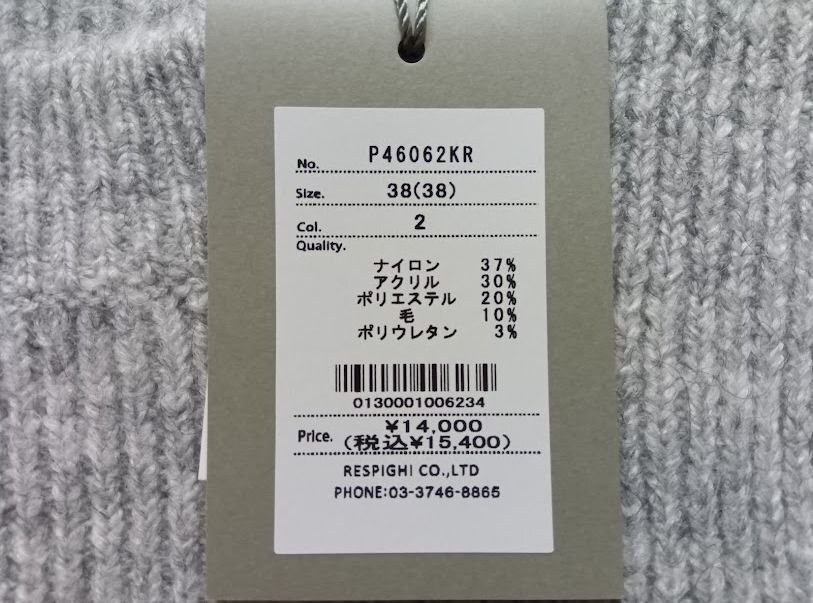 No. P46062KR
Size. 38(38)
Col. 2
Quality.
ナイロン 37%
アクリル 30%
ポリエステル 20%
毛 10%
ポリウレタン 3%
0130001006234
Price. ¥14,000
(税込¥15,400)
RESPIGHI CO.,LTD
PHONE:03-3746-8865